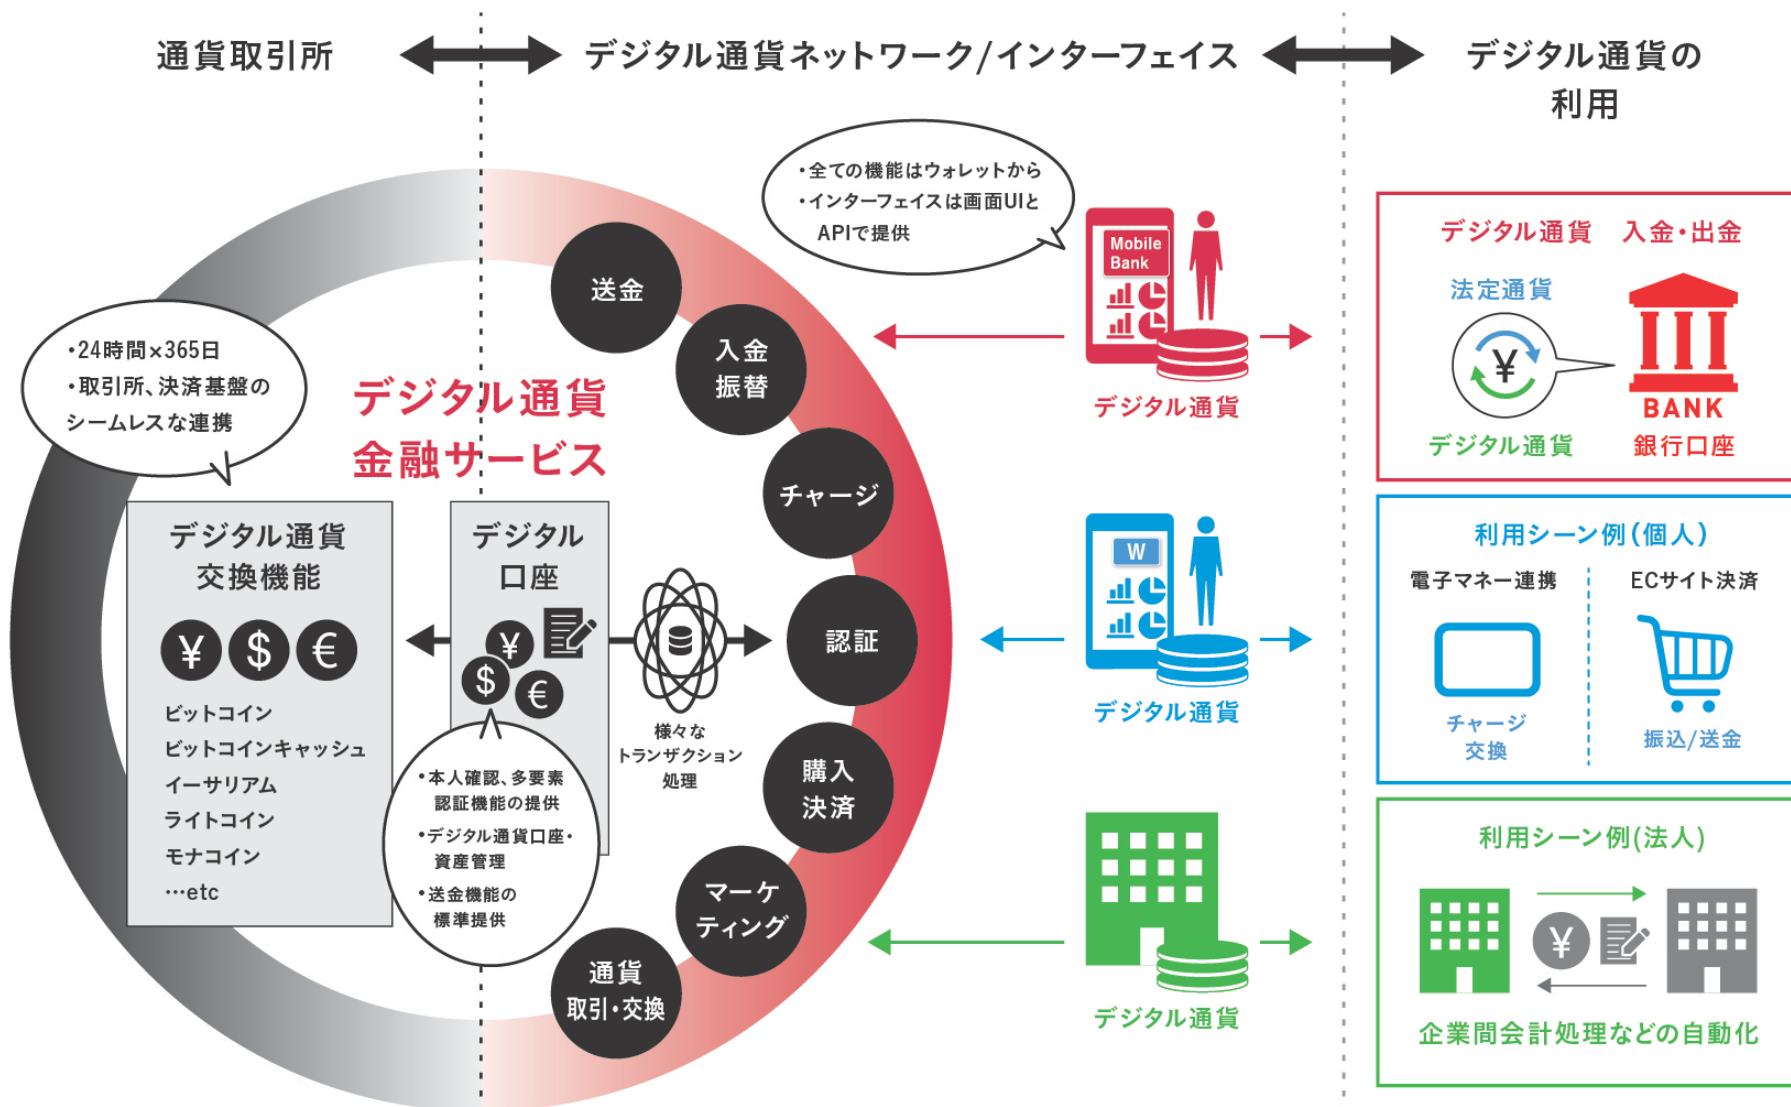 通貨取引所
デジタル通貨ネットワーク/インターフェイス
デジタル通貨の
利用
・全ての機能はウォレットから
・インターフェイスは画面UIと
APIで提供
・24時間×365日
・取引所、決済基盤の
シームレスな連携
デジタル通貨
金融サービス
デジタル通貨
交換機能
¥ $ €
ビットコイン
ビットコインキャッシュ
イーサリアム
ライトコイン
モナコイン
…etc
デジタル
口座
¥
$
€
・本人確認、多要素
認証機能の提供
・デジタル通貨口座・
資産管理
・送金機能の
標準提供
様々な
トランザクション
処理
送金
入金
振替
チャージ
認証
購入
決済
マーケ
ティング
通貨
取引・交換
Mobile
Bank
デジタル通貨
W
デジタル通貨
デジタル通貨
デジタル通貨 入金・出金
法定通貨
¥
デジタル通貨
BANK
銀行口座
利用シーン例(個人)
電子マネー連携
チャージ
交換
ECサイト決済
振込/送金
利用シーン例(法人)
¥
企業間会計処理などの自動化